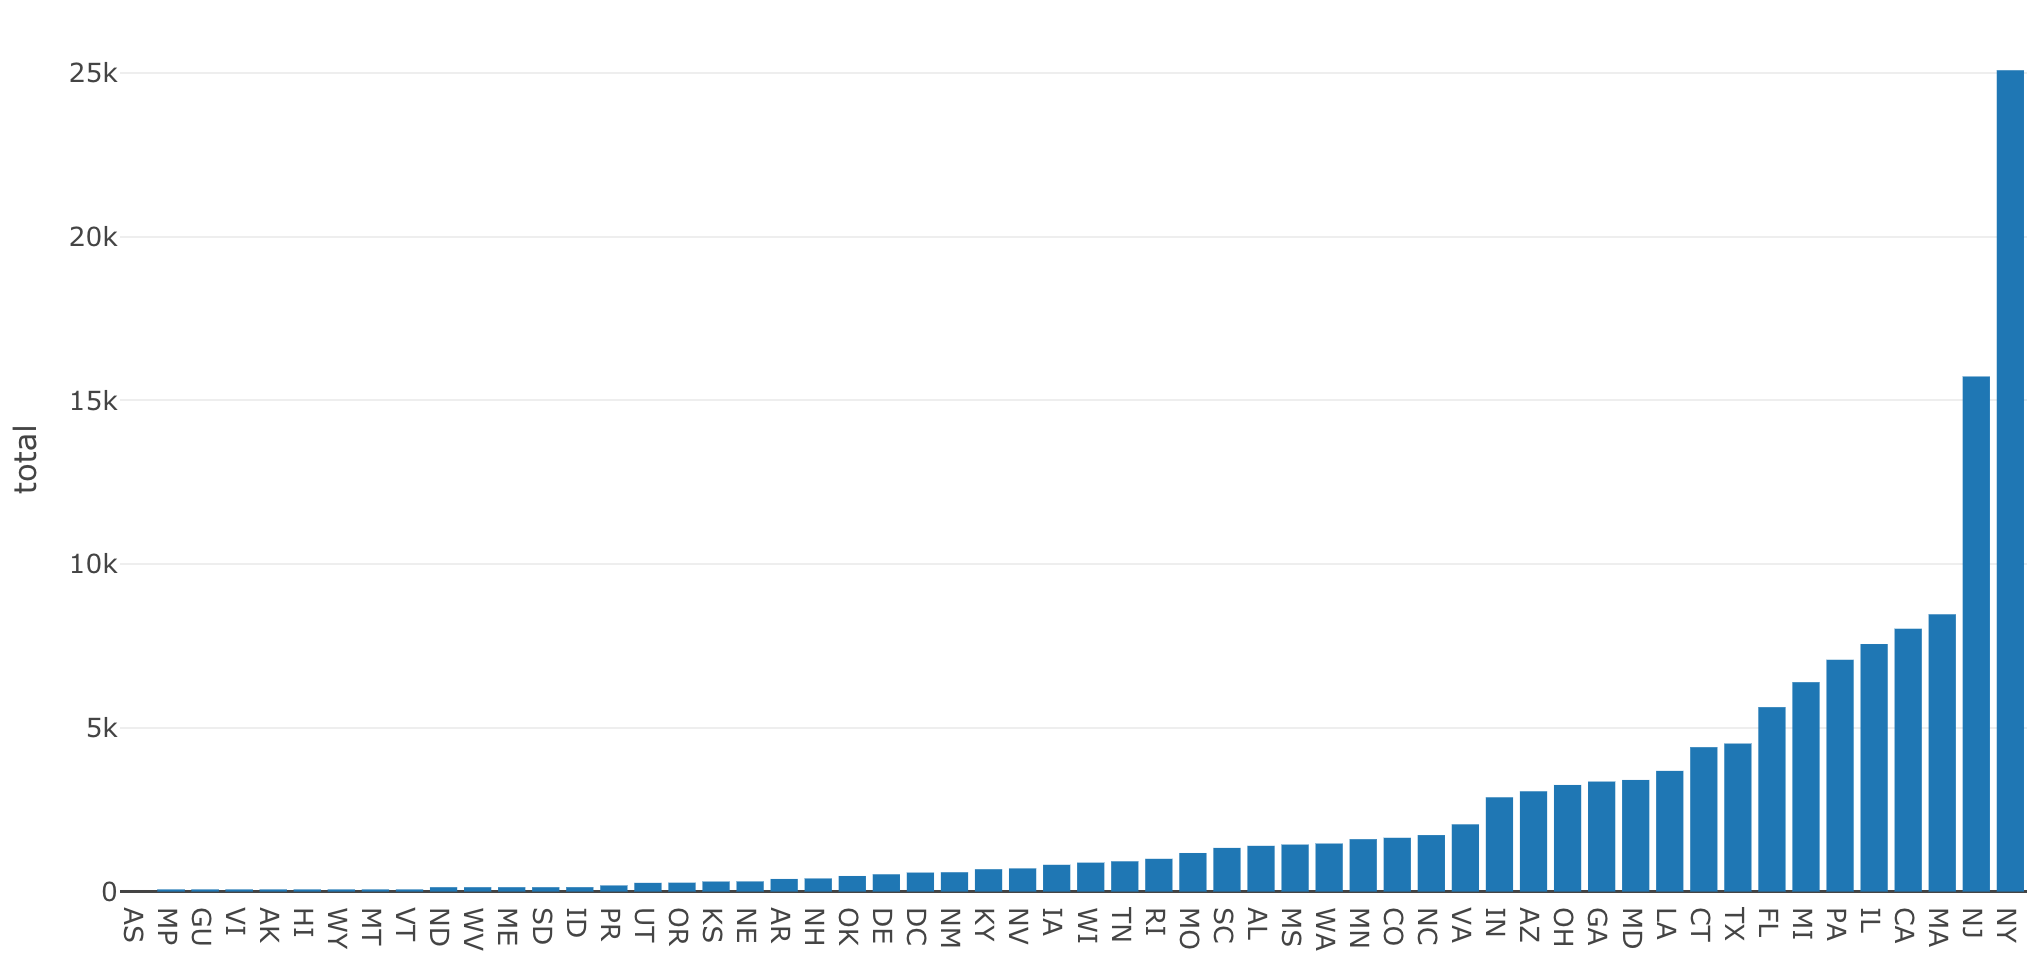 25k
20k
15k
10k
5k
0
total
AS MP GU VI AK HI WY MT VT ND WV ME SD ID PR UT OR KS NE AR NH OK DE DC NM KY NV IA WI TN RI MO SC AL MS WA MN CO NC VA IN AZ OH GA MD LA CT TX FL MI PA IL CA MA NJ NY